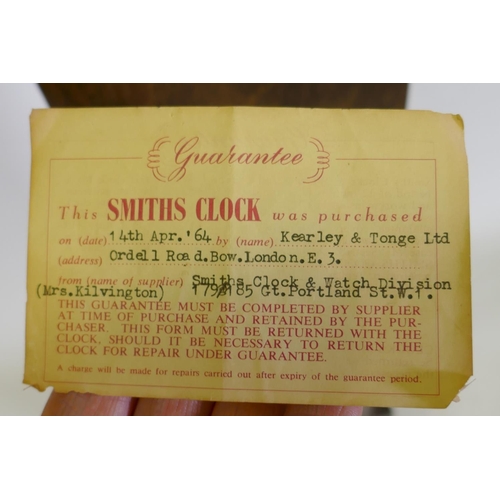 Guarantee
This SMITHS CLOCK was purchased
on (date) 14th Apr.'64 by (name) Kearley & Tonge Ltd
(address) Ordell Road.Bow.London.E.3.
from (name of supplier) Smiths Clock & Watch Division
(Mrs.Kilvington) 179/185 Gt.Portland St.W.1.
THIS GUARANTEE MUST BE COMPLETED BY SUPPLIER
AT TIME OF PURCHASE AND RETAINED BY THE PUR-
CHASER. THIS FORM MUST BE RETURNED WITH THE
CLOCK, SHOULD IT BE NECESSARY TO RETURN THE
CLOCK FOR REPAIR UNDER GUARANTEE.
A charge will be made for repairs carried out after expiry of the guarantee period.